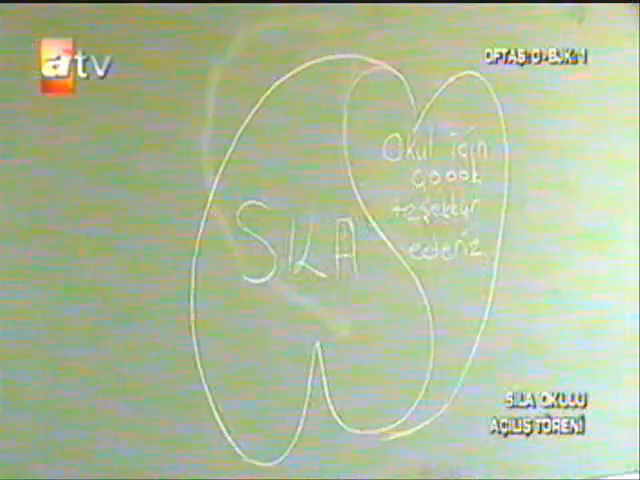 atv
OFTAŞ: 0 - BJK: 1
Okul için
çoook
teşekkür
ederiz
SILA
SILA OKULU
AÇILIŞ TÖRENİ